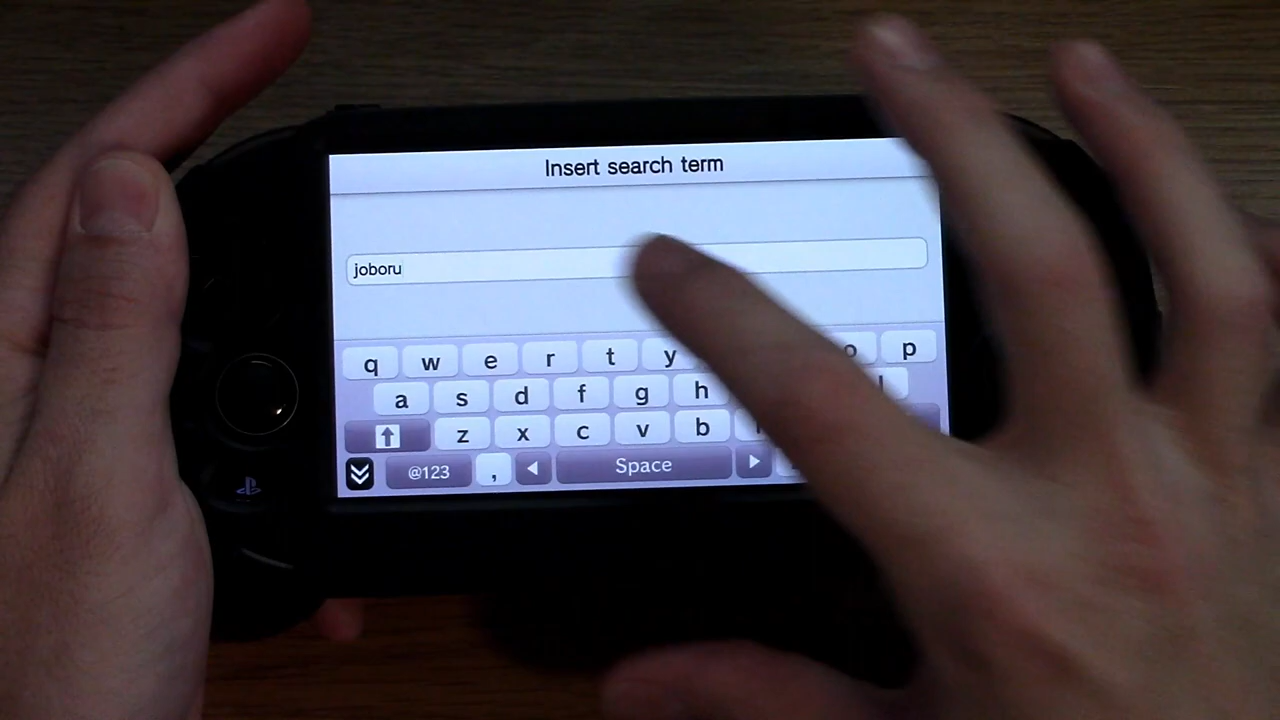 Insert search term
joboru
q w e r t y o p
a s d f g h l
z x c v b
@123 , Space